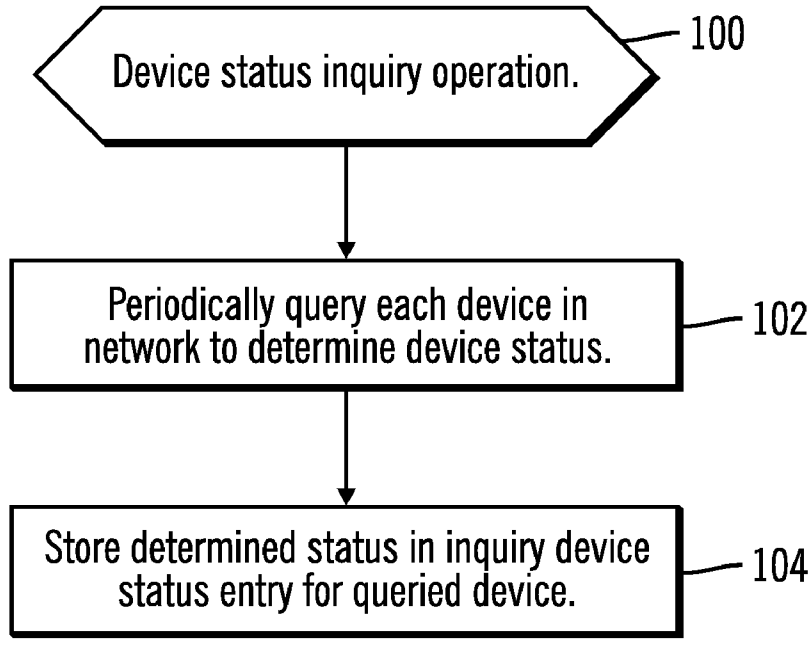 Device status inquiry operation.
100
Periodically query each device in
network to determine device status.
102
Store determined status in inquiry device
status entry for queried device.
104